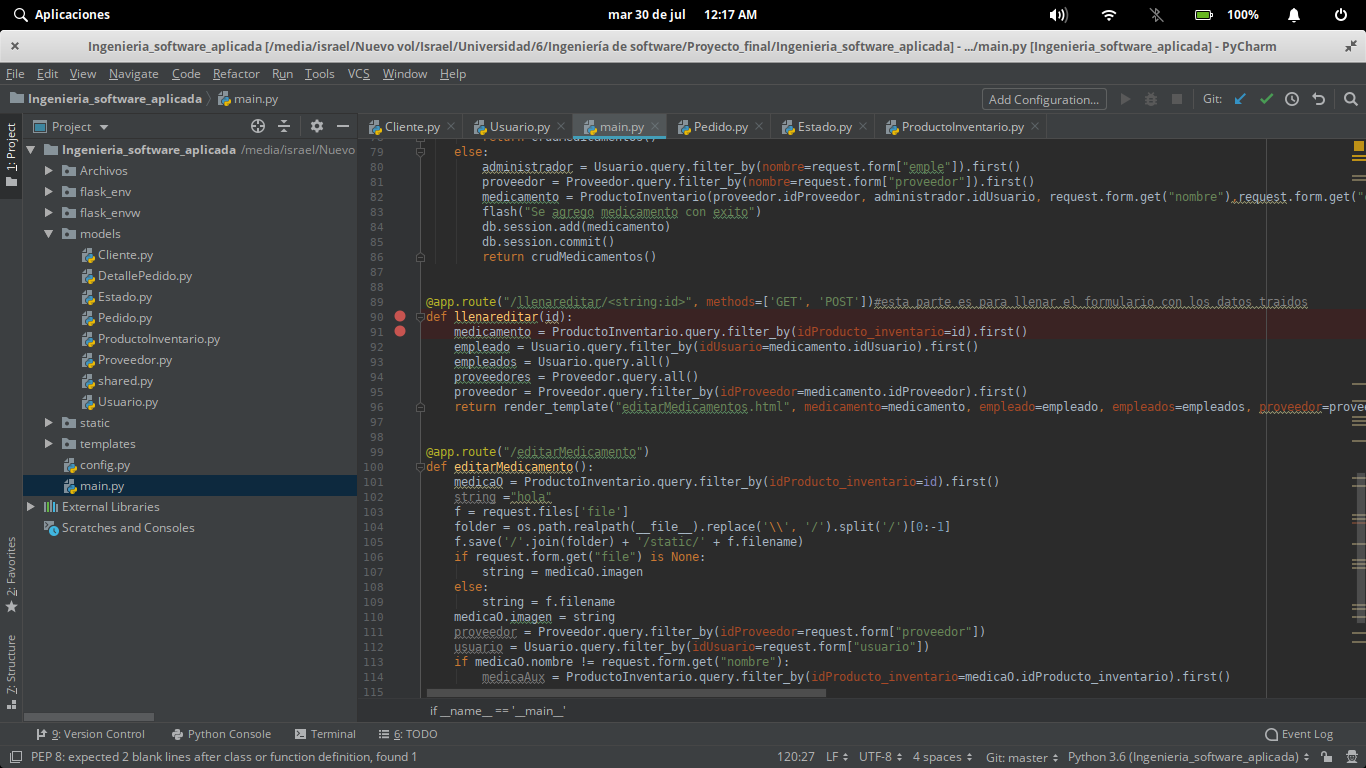 Aplicaciones
mar 30 de jul 12:17 AM
100%
Ingenieria_software_aplicada [/media/israel/Nuevo vol/Israel/Universidad/6/Ingeniería de software/Proyecto_final/Ingenieria_software_aplicada] - .../main.py [Ingenieria_software_aplicada] - PyCharm
File Edit View Navigate Code Refactor Run Tools VCS Window Help
Ingenieria_software_aplicada main.py
Add Configuration...
Git:
1: Project
Project
Ingenieria_software_aplicada /media/israel/Nuevo
Archivos
flask_env
flask_envw
models
Cliente.py
DetallePedido.py
Estado.py
Pedido.py
ProductoInventario.py
Proveedor.py
shared.py
Usuario.py
static
templates
config.py
main.py
External Libraries
Scratches and Consoles
2: Favorites
7: Structure
Cliente.py Usuario.py main.py Pedido.py Estado.py ProductoInventario.py
return crudMedicamentos()
79 else:
80 administrador = Usuario.query.filter_by(nombre=request.form["emple"]).first()
81 proveedor = Proveedor.query.filter_by(nombre=request.form["proveedor"]).first()
82 medicamento = ProductoInventario(proveedor.idProveedor, administrador.idUsuario, request.form.get("nombre"),request.form.get("
83 flash("Se agrego medicamento con exito")
84 db.session.add(medicamento)
85 db.session.commit()
86 return crudMedicamentos()
87
88
89 @app.route("/llenareditar/<string:id>", methods=['GET', 'POST'])#esta parte es para llenar el formulario con los datos traidos
90 def llenareditar(id):
91 medicamento = ProductoInventario.query.filter_by(idProducto_inventario=id).first()
92 empleado = Usuario.query.filter_by(idUsuario=medicamento.idUsuario).first()
93 empleados = Usuario.query.all()
94 proveedores = Proveedor.query.all()
95 proveedor = Proveedor.query.filter_by(idProveedor=medicamento.idProveedor).first()
96 return render_template("editarMedicamentos.html", medicamento=medicamento, empleado=empleado, empleados=empleados, proveedor=prove
97
98
99 @app.route("/editarMedicamento")
100 def editarMedicamento():
101 medicaO = ProductoInventario.query.filter_by(idProducto_inventario=id).first()
102 string ="hola"
103 f = request.files['file']
104 folder = os.path.realpath(__file__).replace('\\', '/').split('/')[0:-1]
105 f.save('/'.join(folder) + '/static/' + f.filename)
106 if request.form.get("file") is None:
107 string = medicaO.imagen
108 else:
109 string = f.filename
110 medicaO.imagen = string
111 proveedor = Proveedor.query.filter_by(idProveedor=request.form["proveedor"])
112 usuario = Usuario.query.filter_by(idUsuario=request.form["usuario"])
113 if medicaO.nombre != request.form.get("nombre"):
114 medicaAux = ProductoInventario.query.filter_by(idProducto_inventario=medicaO.idProducto_inventario).first()
115
if __name__ == '__main__'
9: Version Control Python Console Terminal 6: TODO Event Log
PEP 8: expected 2 blank lines after class or function definition, found 1
120:27 LF UTF-8 4 spaces Git: master Python 3.6 (Ingenieria_software_aplicada)